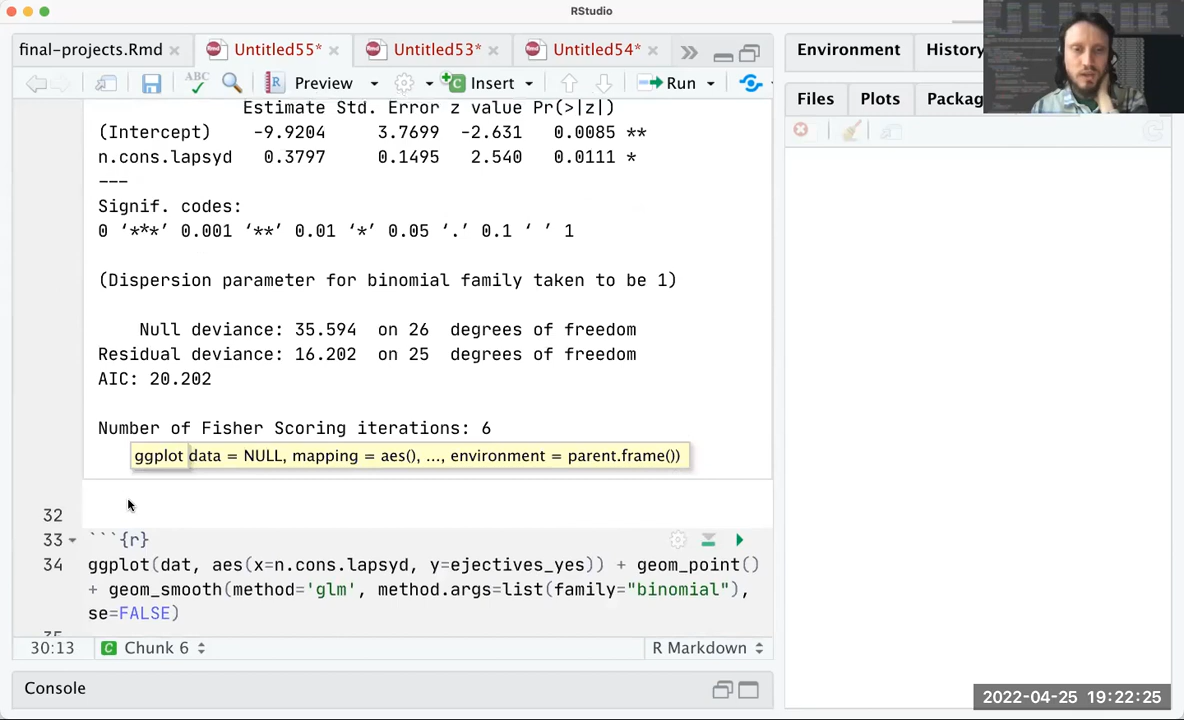 RStudio
final-projects.Rmd
Untitled55*
Untitled53*
Untitled54*
Environment
History
ABC
Preview
Insert
Run
Files
Plots
Packag
Estimate Std. Error z value Pr(>|z|)
(Intercept) -9.9204 3.7699 -2.631 0.0085 **
n.cons.lapsyd 0.3797 0.1495 2.540 0.0111 *
---
Signif. codes:
0 ‘***’ 0.001 ‘**’ 0.01 ‘*’ 0.05 ‘.’ 0.1 ‘ ’ 1
(Dispersion parameter for binomial family taken to be 1)
Null deviance: 35.594 on 26 degrees of freedom
Residual deviance: 16.202 on 25 degrees of freedom
AIC: 20.202
Number of Fisher Scoring iterations: 6
ggplot data = NULL, mapping = aes(), ..., environment = parent.frame())
32
33 ```{r}
34 ggplot(dat, aes(x=n.cons.lapsyd, y=ejectives_yes)) + geom_point()
+ geom_smooth(method='glm', method.args=list(family="binomial"),
se=FALSE)
30:13
Chunk 6
R Markdown
Console
2022-04-25 19:22:25